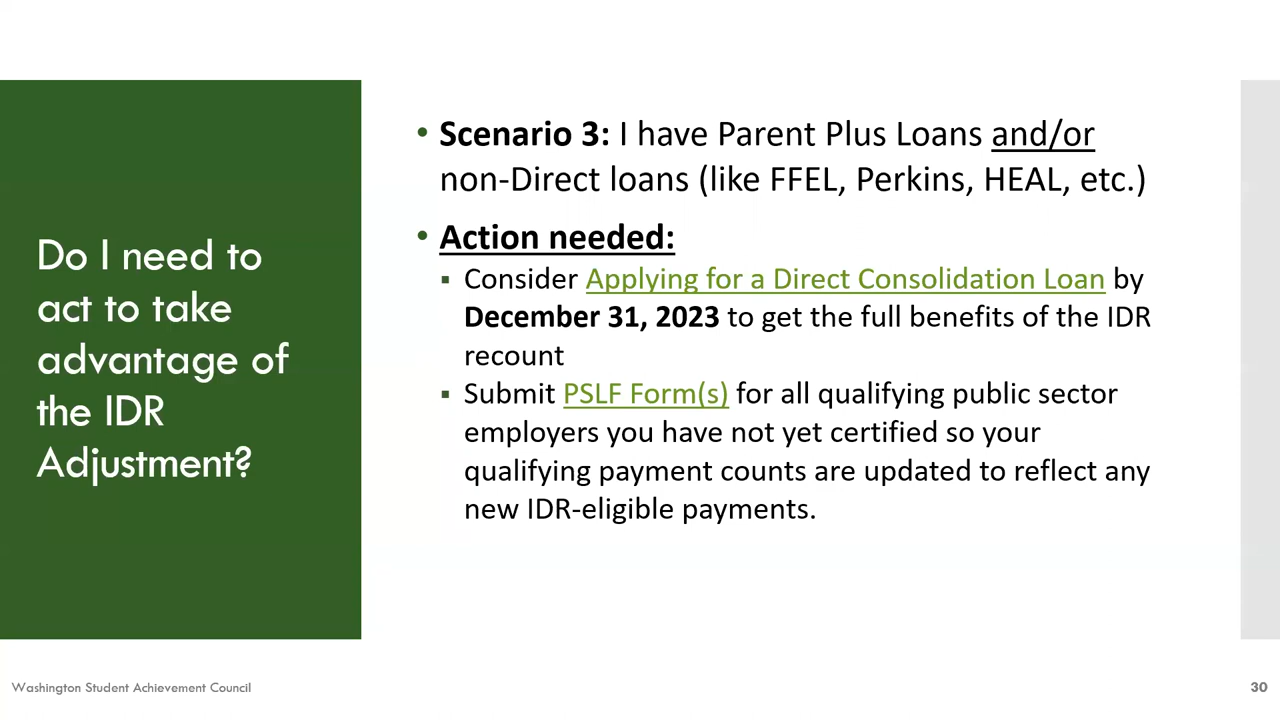 Do I need to
act to take
advantage of
the IDR
Adjustment?
• Scenario 3: I have Parent Plus Loans and/or
non-Direct loans (like FFEL, Perkins, HEAL, etc.)
• Action needed:
▪ Consider Applying for a Direct Consolidation Loan by
December 31, 2023 to get the full benefits of the IDR
recount
▪ Submit PSLF Form(s) for all qualifying public sector
employers you have not yet certified so your
qualifying payment counts are updated to reflect any
new IDR-eligible payments.
Washington Student Achievement Council
30